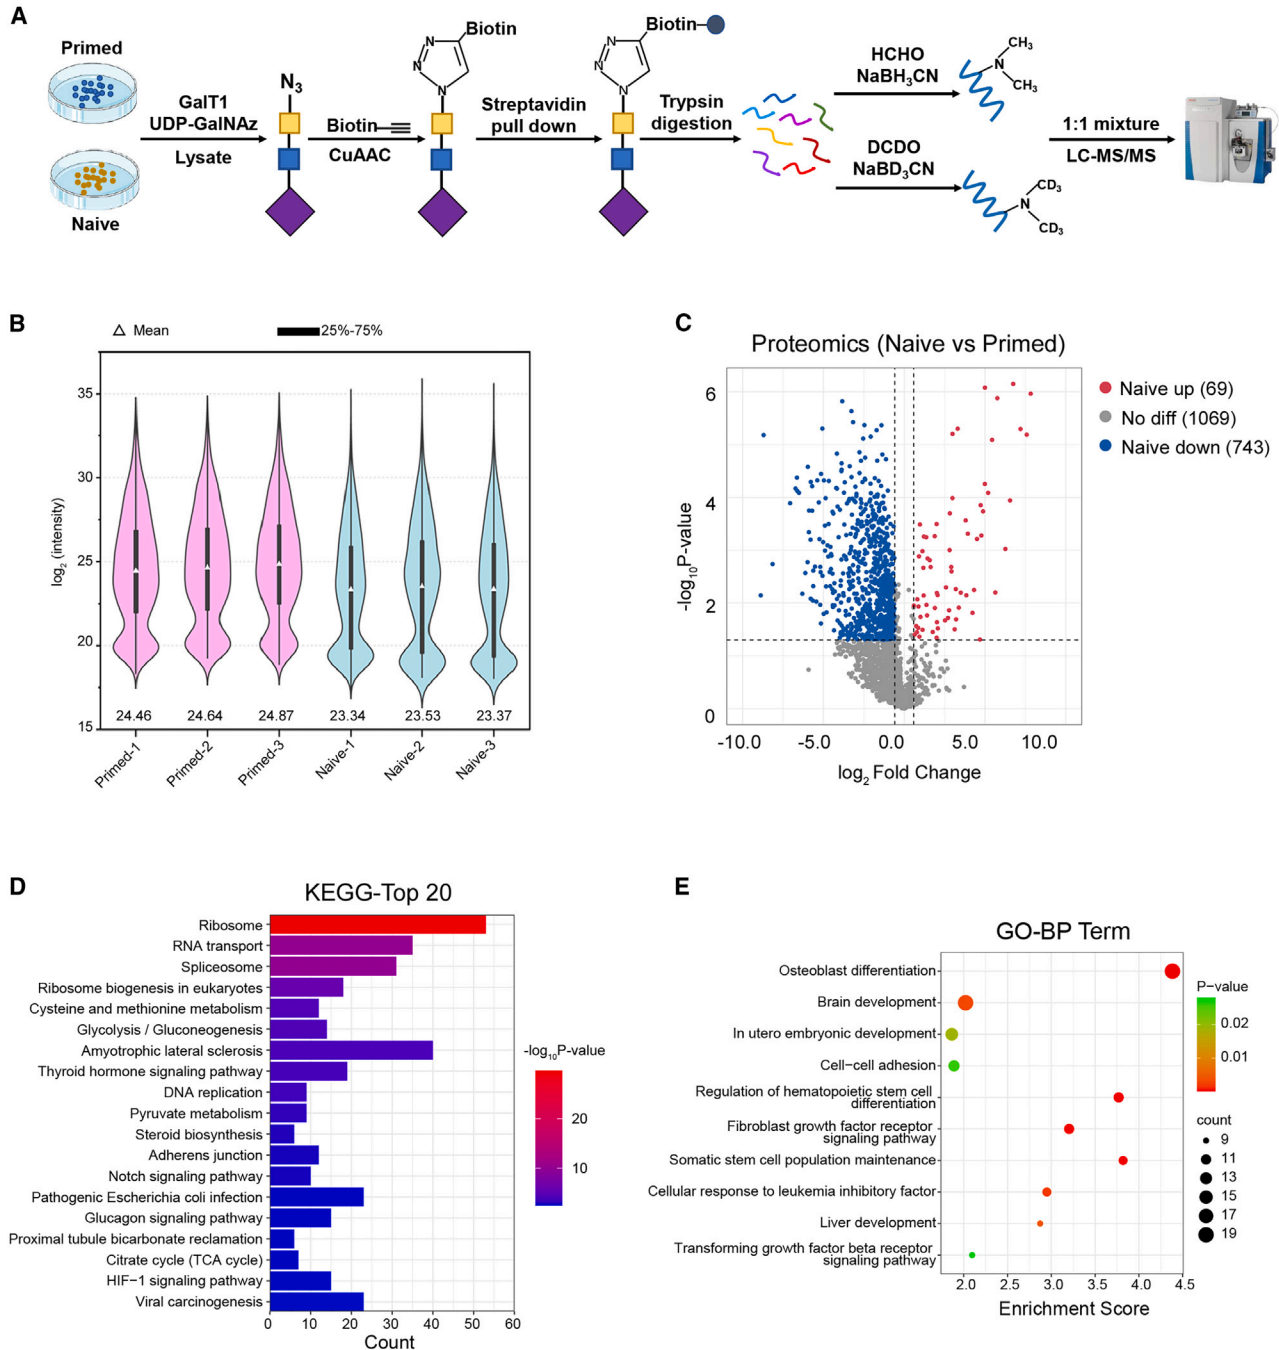 A
Primed
Naive
GalT1
UDP-GalNAz
Lysate
N3
Biotin
CuAAC
N
N
N
Biotin
Streptavidin
pull down
N
N
N
Biotin
Trypsin
digestion
HCHO
NaBH3CN
DCDO
NaBD3CN
CH3
N
CH3
CD3
N
CD3
1:1 mixture
LC-MS/MS
B
Mean
25%-75%
log2 (intensity)
35
30
25
20
15
24.46
24.64
24.87
23.34
23.53
23.37
Primed-1
Primed-2
Primed-3
Naive-1
Naive-2
Naive-3
C
Proteomics (Naive vs Primed)
-log10P-value
6
4
2
0
-10.0
-5.0
0.0
5.0
10.0
log2 Fold Change
Naive up (69)
No diff (1069)
Naive down (743)
D
KEGG-Top 20
Ribosome
RNA transport
Spliceosome
Ribosome biogenesis in eukaryotes
Cysteine and methionine metabolism
Glycolysis / Gluconeogenesis
Amyotrophic lateral sclerosis
Thyroid hormone signaling pathway
DNA replication
Pyruvate metabolism
Steroid biosynthesis
Adherens junction
Notch signaling pathway
Pathogenic Escherichia coli infection
Glucagon signaling pathway
Proximal tubule bicarbonate reclamation
Citrate cycle (TCA cycle)
HIF−1 signaling pathway
Viral carcinogenesis
0
10
20
30
40
50
60
Count
-log10P-value
20
10
E
GO-BP Term
Osteoblast differentiation
Brain development
In utero embryonic development
Cell−cell adhesion
Regulation of hematopoietic stem cell
differentiation
Fibroblast growth factor receptor
signaling pathway
Somatic stem cell population maintenance
Cellular response to leukemia inhibitory factor
Liver development
Transforming growth factor beta receptor
signaling pathway
2.0
2.5
3.0
3.5
4.0
4.5
Enrichment Score
P−value
0.02
0.01
count
9
11
13
15
17
19